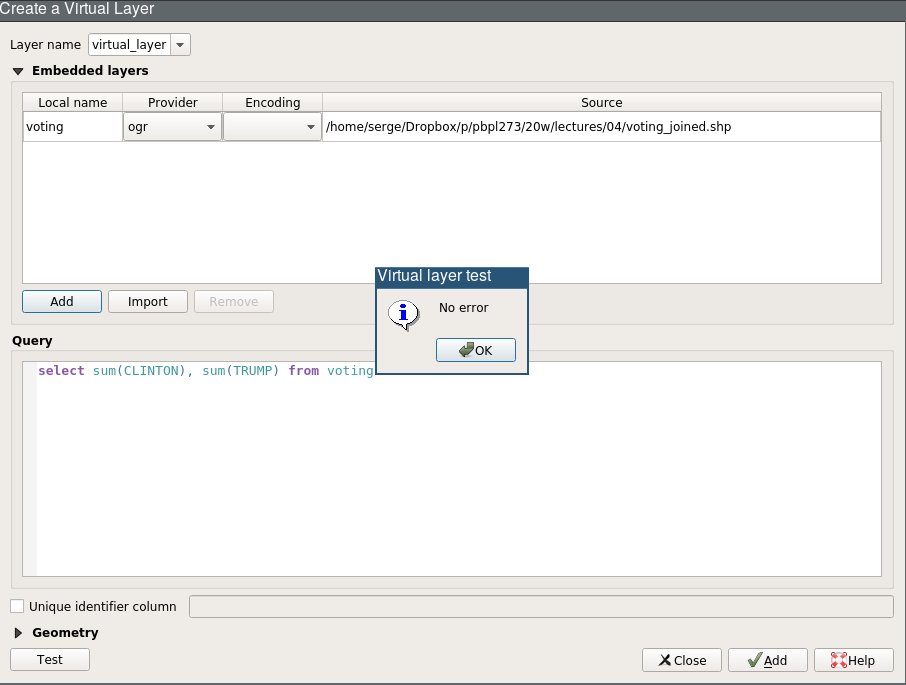 Create a Virtual Layer
Layer name virtual_layer
Embedded layers
Local name Provider Encoding Source
voting ogr /home/serge/Dropbox/p/pbpl273/20w/lectures/04/voting_joined.shp
Virtual layer test
No error
OK
Add Import Remove
Query
select sum(CLINTON), sum(TRUMP) from voting
Unique identifier column
Geometry
Test Close Add Help